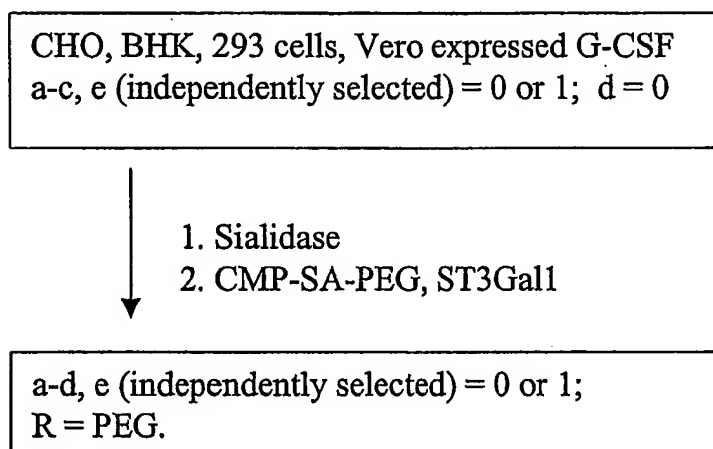 CHO, BHK, 293 cells, Vero expressed G-CSF
a-c, e (independently selected) = 0 or 1; d = 0
1. Sialidase
2. CMP-SA-PEG, ST3Gal1
a-d, e (independently selected) = 0 or 1;
R = PEG.